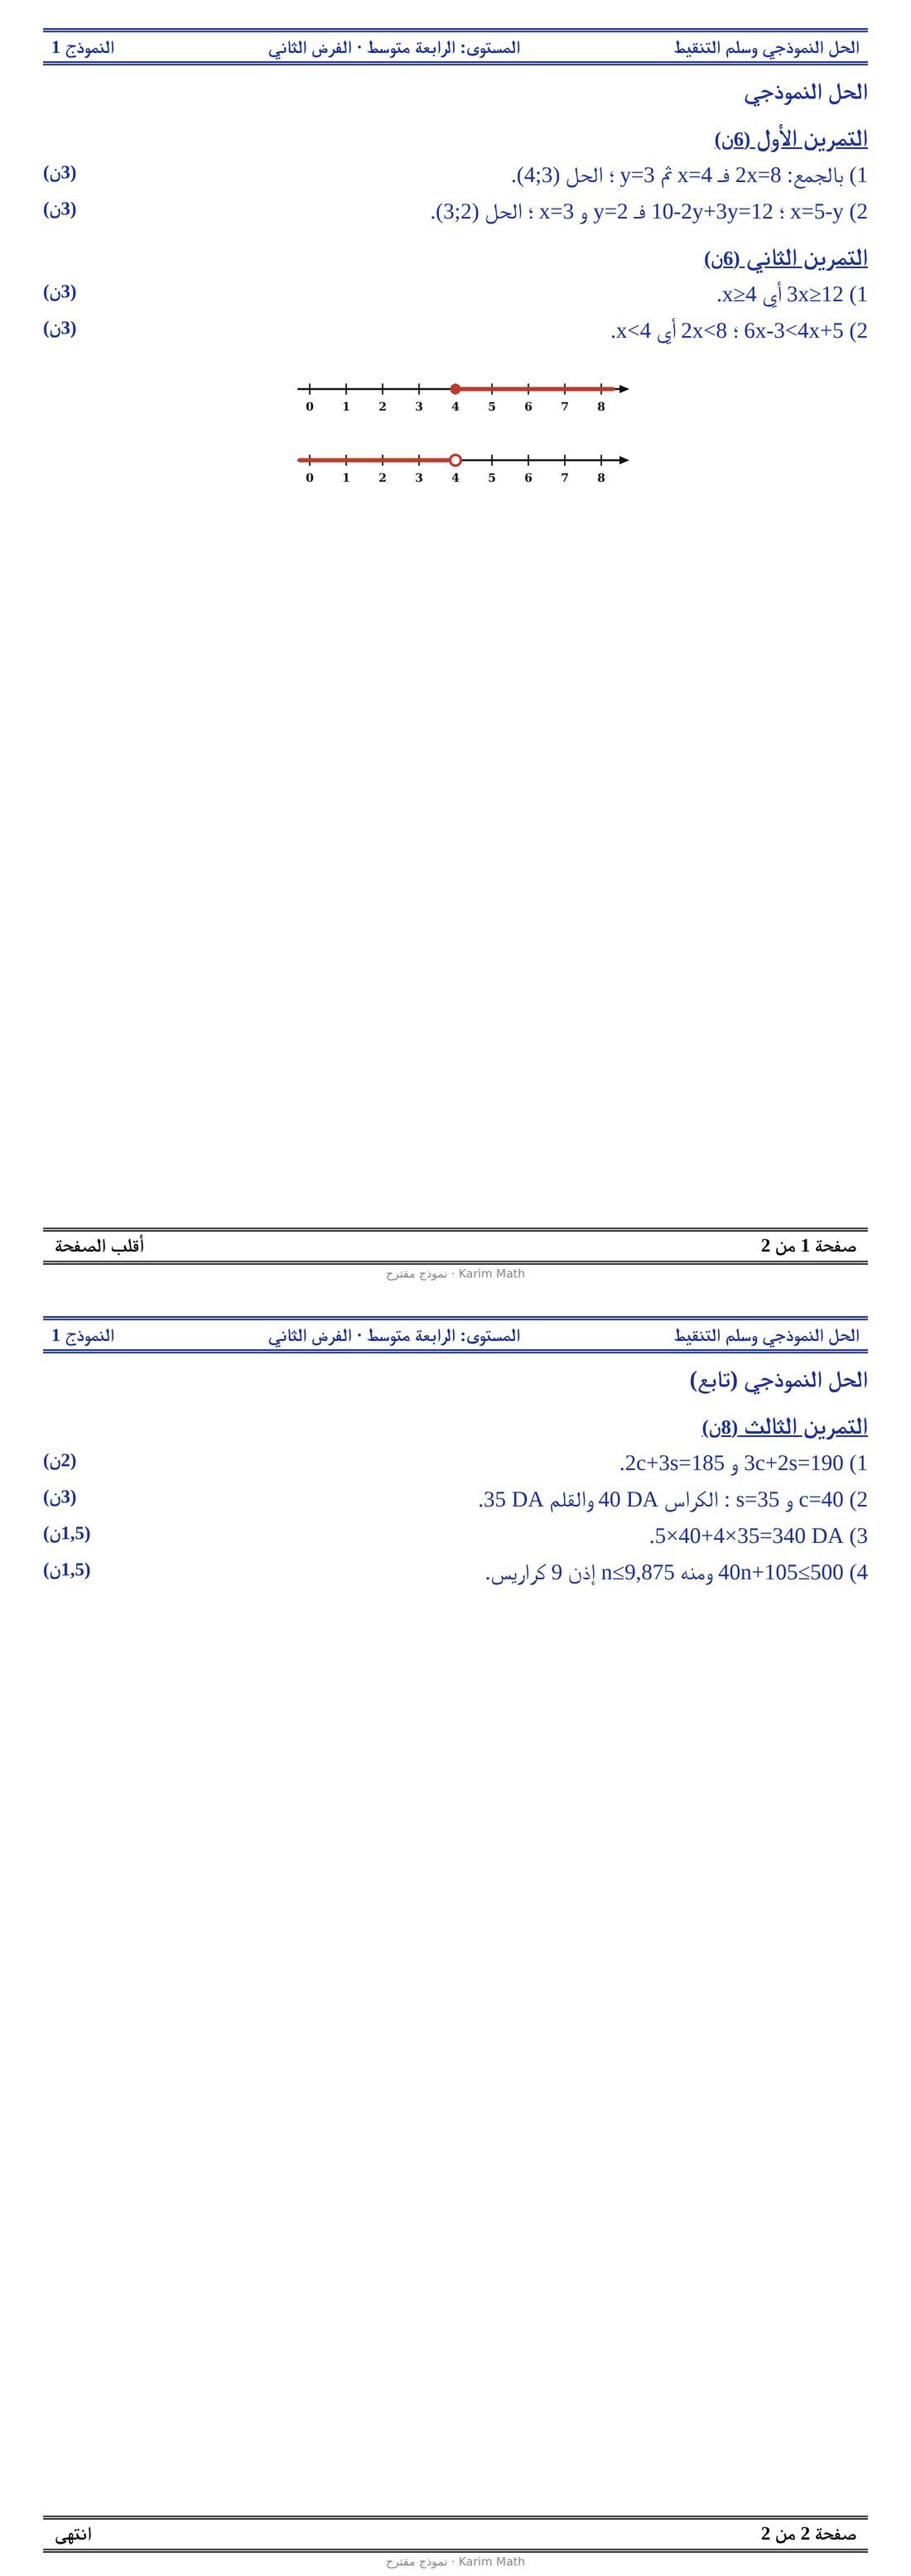 الحل النموذجي وسلم التنقيط المستوى: الرابعة متوسط · الفرض الثاني النموذج 1
الحل النموذجي
التمرين الأول (6ن)
1) بالجمع: 2x=8 فـ x=4 ثم y=3 ؛ الحل (4;3). (3ن)
2) x=5-y ؛ 10-2y+3y=12 فـ y=2 و x=3 ؛ الحل (3;2). (3ن)
التمرين الثاني (6ن)
1) 3x≥12 أي x≥4. (3ن)
2) 6x-3<4x+5 ؛ 2x<8 أي x<4. (3ن)
0 1 2 3 4 5 6 7 8
0 1 2 3 4 5 6 7 8
صفحة 1 من 2 أقلب الصفحة
Karim Math · نموذج مقترح
الحل النموذجي وسلم التنقيط المستوى: الرابعة متوسط · الفرض الثاني النموذج 1
الحل النموذجي (تابع)
التمرين الثالث (8ن)
1) 3c+2s=190 و 2c+3s=185. (2ن)
2) c=40 و s=35 : الكراس 40 DA والقلم 35 DA. (3ن)
3) 5×40+4×35=340 DA. (1,5ن)
4) 40n+105≤500 ومنه n≤9,875 إذن 9 كراريس. (1,5ن)
صفحة 2 من 2 انتهى
Karim Math · نموذج مقترح